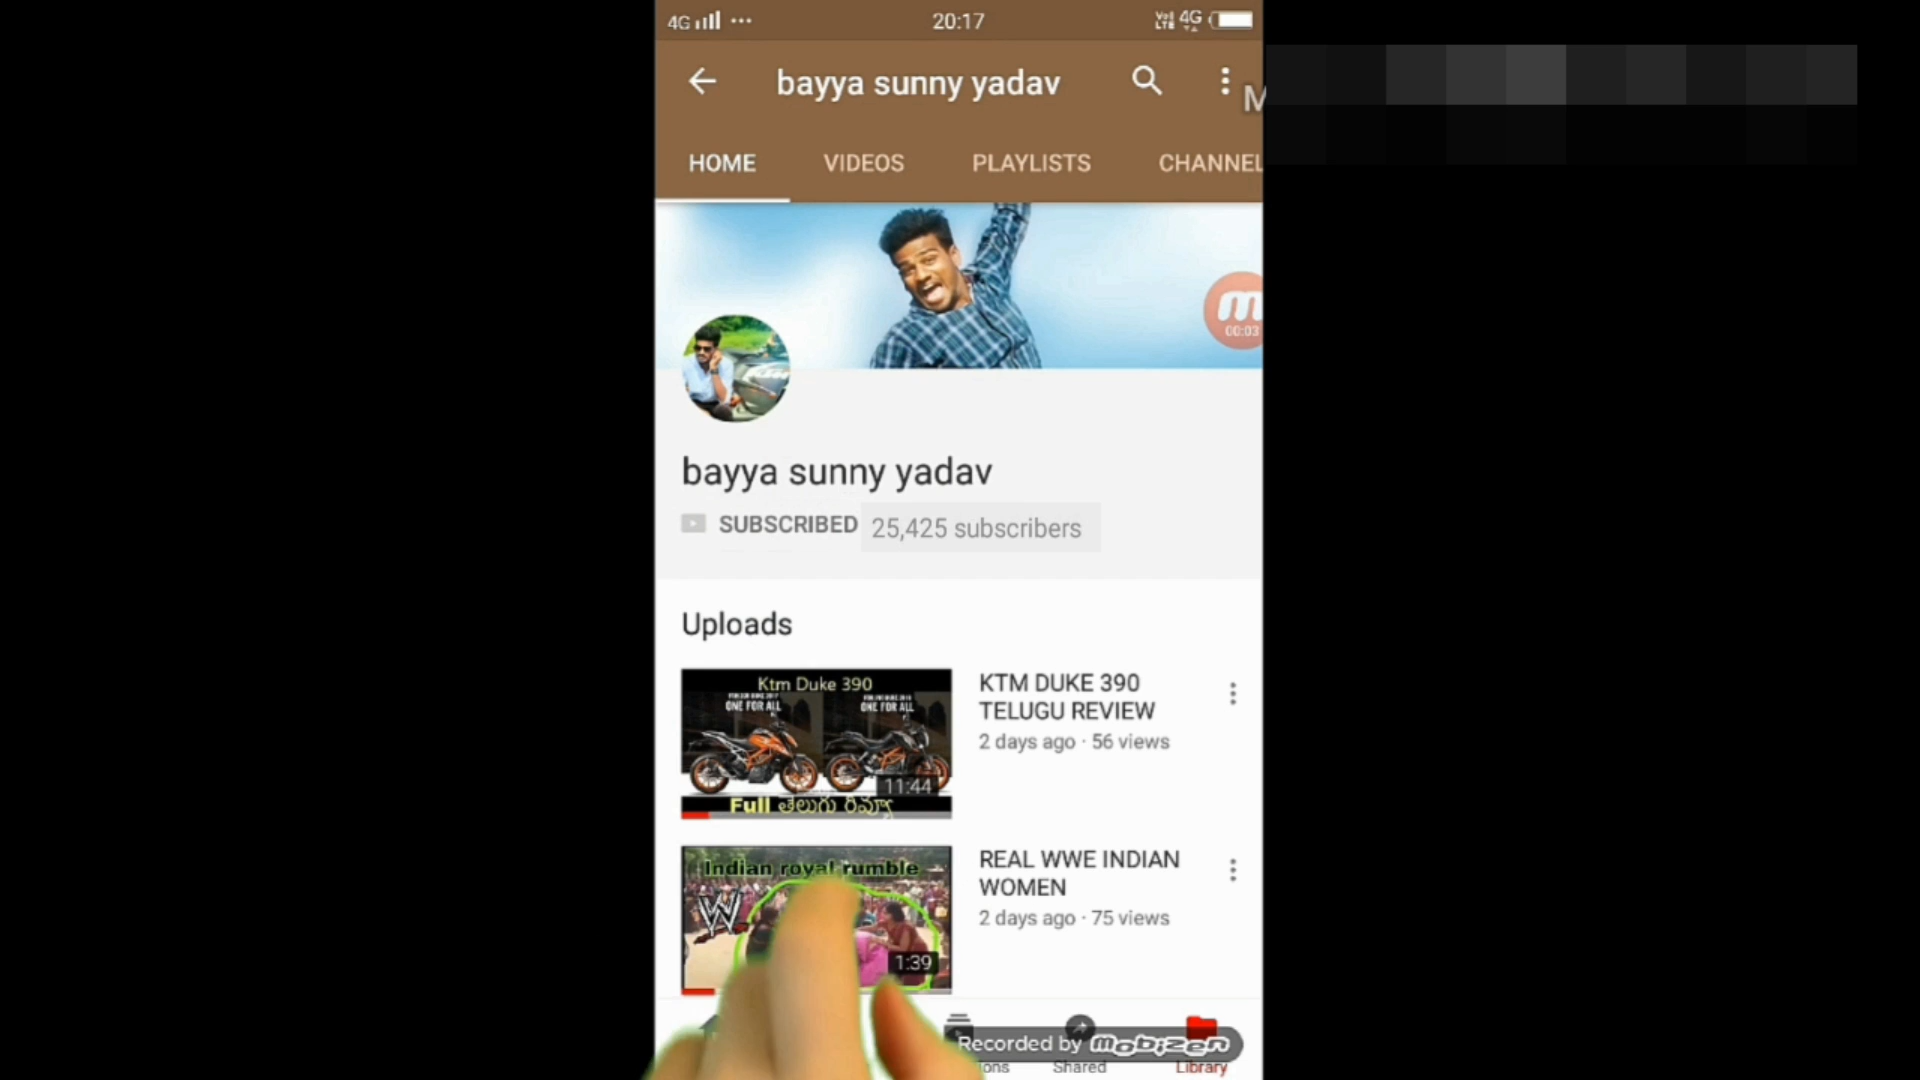 4G 20:17 VoLTE 4G
bayya sunny yadav
M
HOME VIDEOS PLAYLISTS CHANNEL
m
00:03
bayya sunny yadav
SUBSCRIBED 25,425 subscribers
Uploads
Ktm Duke 390
ONE FOR ALL ONE FOR ALL
11:44
Full తెలుగు రివ్యూ
KTM DUKE 390
TELUGU REVIEW
2 days ago · 56 views
Indian royal rumble
W
1:39
REAL WWE INDIAN
WOMEN
2 days ago · 75 views
Recorded by mobizen
ions Shared Library